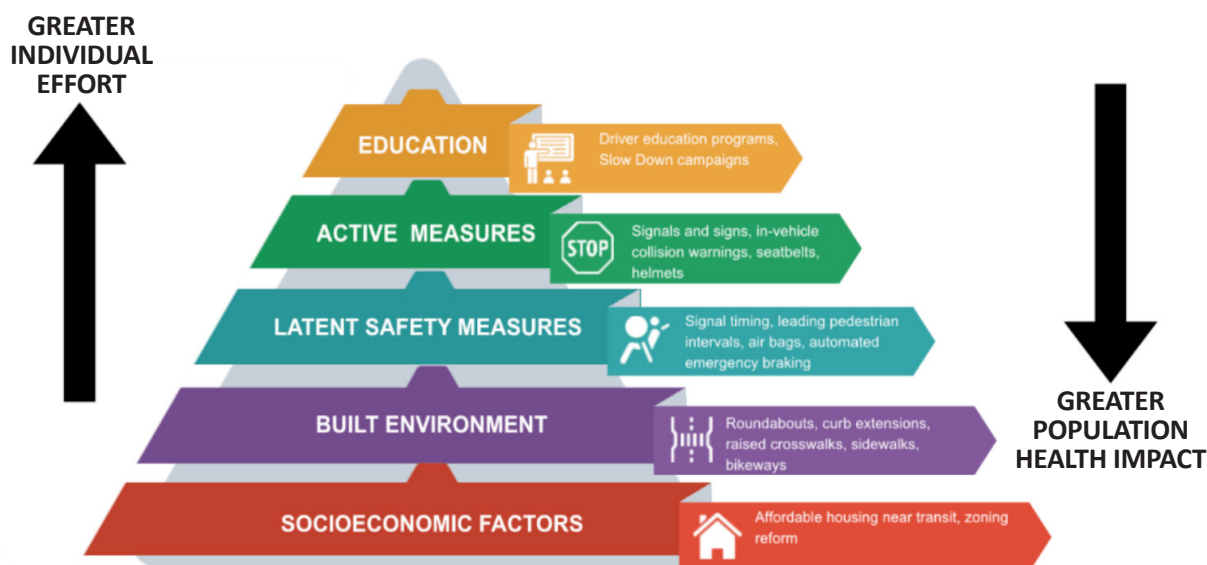 GREATER
INDIVIDUAL
EFFORT
EDUCATION
Driver education programs,
Slow Down campaigns
ACTIVE MEASURES
STOP
Signals and signs, in-vehicle
collision warnings, seatbelts,
helmets
LATENT SAFETY MEASURES
Signal timing, leading pedestrian
intervals, air bags, automated
emergency braking
BUILT ENVIRONMENT
Roundabouts, curb extensions,
raised crosswalks, sidewalks,
bikeways
SOCIOECONOMIC FACTORS
Affordable housing near transit, zoning
reform
GREATER
POPULATION
HEALTH IMPACT